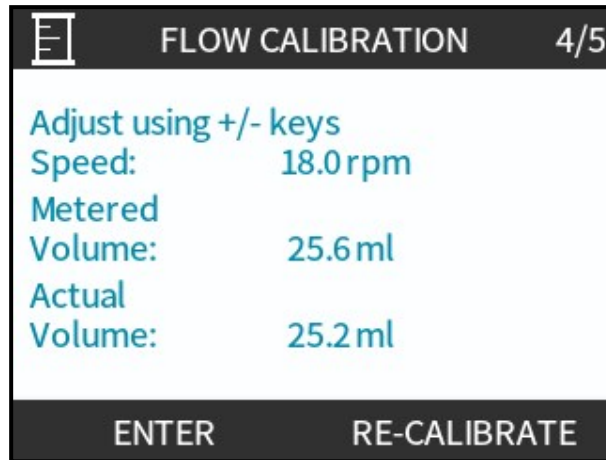 FLOW CALIBRATION 4/5
Adjust using +/- keys
Speed: 18.0 rpm
Metered
Volume: 25.6 ml
Actual
Volume: 25.2 ml
ENTER RE-CALIBRATE